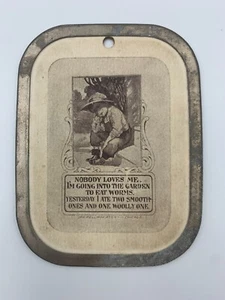 NOBODY LOVES ME.
I'M GOING INTO THE GARDEN
TO EAT WORMS.
YESTERDAY I ATE TWO SMOOTH
ONES AND ONE WOOLLY ONE.